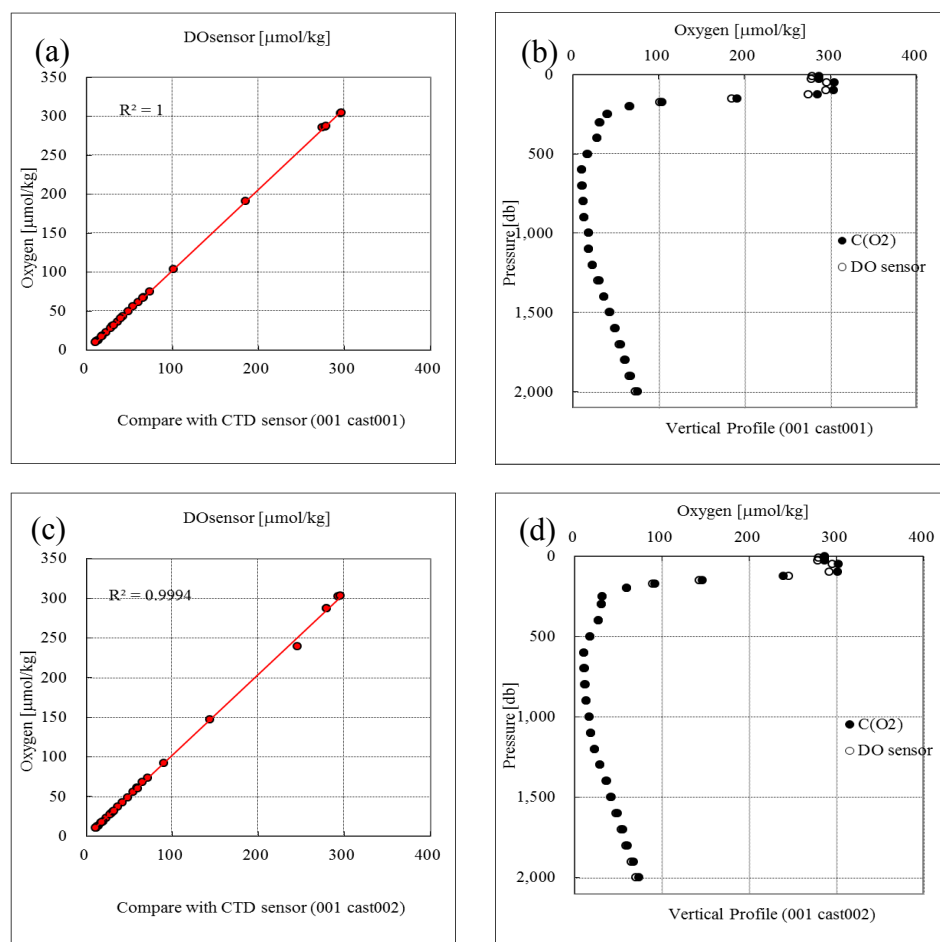 (a)
DOsensor [µmol/kg]
350
300
250
200
150
100
50
0
R² = 1
Oxygen [µmol/kg]
0 100 200 300 400
Compare with CTD sensor (001 cast001)
(b)
Oxygen [µmol/kg]
0 100 200 300 400
0
500
1,000
1,500
2,000
Pressure [db]
C(O2)
DO sensor
Vertical Profile (001 cast001)
(c)
DOsensor [µmol/kg]
350
300
250
200
150
100
50
0
R² = 0.9994
Oxygen [µmol/kg]
0 100 200 300 400
Compare with CTD sensor (001 cast002)
(d)
Oxygen [µmol/kg]
0 100 200 300 400
0
500
1,000
1,500
2,000
Pressure [db]
C(O2)
DO sensor
Vertical Profile (001 cast002)